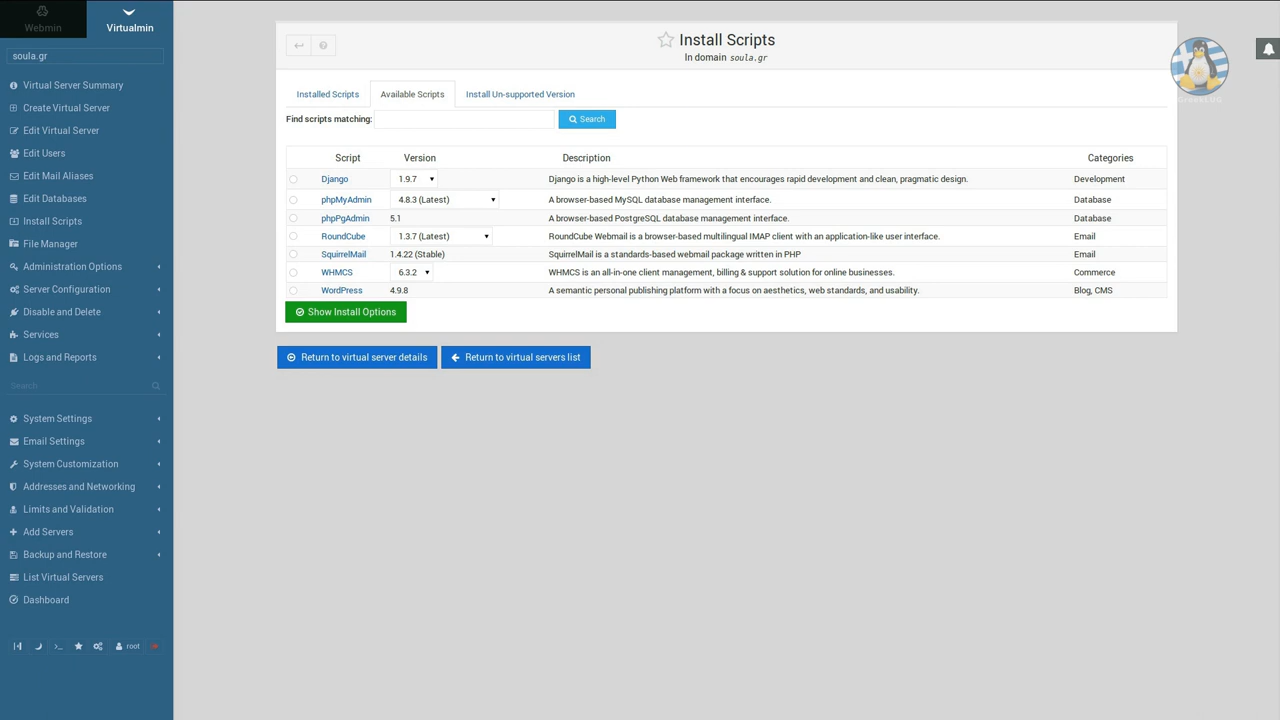 Webmin
Virtualmin
soula.gr
Virtual Server Summary
Create Virtual Server
Edit Virtual Server
Edit Users
Edit Mail Aliases
Edit Databases
Install Scripts
File Manager
Administration Options
Server Configuration
Disable and Delete
Services
Logs and Reports
Search
System Settings
Email Settings
System Customization
Addresses and Networking
Limits and Validation
Add Servers
Backup and Restore
List Virtual Servers
Dashboard
root
Install Scripts
In domain soula.gr
Installed Scripts Available Scripts Install Un-supported Version
Find scripts matching: Search
Script Version Description Categories
Django 1.9.7 Django is a high-level Python Web framework that encourages rapid development and clean, pragmatic design. Development
phpMyAdmin 4.8.3 (Latest) A browser-based MySQL database management interface. Database
phpPgAdmin 5.1 A browser-based PostgreSQL database management interface. Database
RoundCube 1.3.7 (Latest) RoundCube Webmail is a browser-based multilingual IMAP client with an application-like user interface. Email
SquirrelMail 1.4.22 (Stable) SquirrelMail is a standards-based webmail package written in PHP Email
WHMCS 6.3.2 WHMCS is an all-in-one client management, billing & support solution for online businesses. Commerce
WordPress 4.9.8 A semantic personal publishing platform with a focus on aesthetics, web standards, and usability. Blog, CMS
Show Install Options
Return to virtual server details Return to virtual servers list